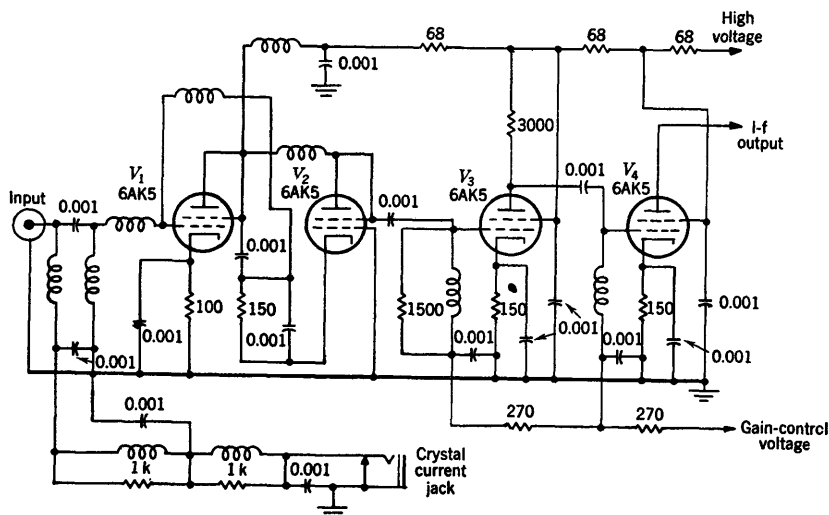 High
voltage
68
68
68
0.001
3000
I-f
output
V1
6AK5
V2
6AK5
V3
6AK5
0.001
V4
6AK5
Input
0.001
0.001
0.001
100
150
0.001
0.001
1500
150
0.001
0.001
150
0.001
0.001
0.001
0.001
0.001
0.001
270
270
Gain-control
voltage
1k
1k
0.001
Crystal
current
jack